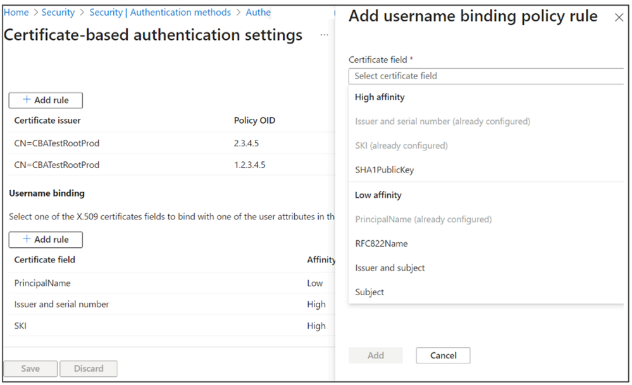 Home > Security > Security | Authentication methods > Authe
Certificate-based authentication settings ...
+ Add rule
Certificate issuer Policy OID
CN=CBATestRootProd 2.3.4.5
CN=CBATestRootProd 1.2.3.4.5
Username binding
Select one of the X.509 certificates fields to bind with one of the user attributes in th
+ Add rule
Certificate field Affinity
PrincipalName Low
Issuer and serial number High
SKI High
Save Discard
Add username binding policy rule ×
Certificate field *
Select certificate field
High affinity
Issuer and serial number (already configured)
SKI (already configured)
SHA1PublicKey
Low affinity
PrincipalName (already configured)
RFC822Name
Issuer and subject
Subject
Add Cancel